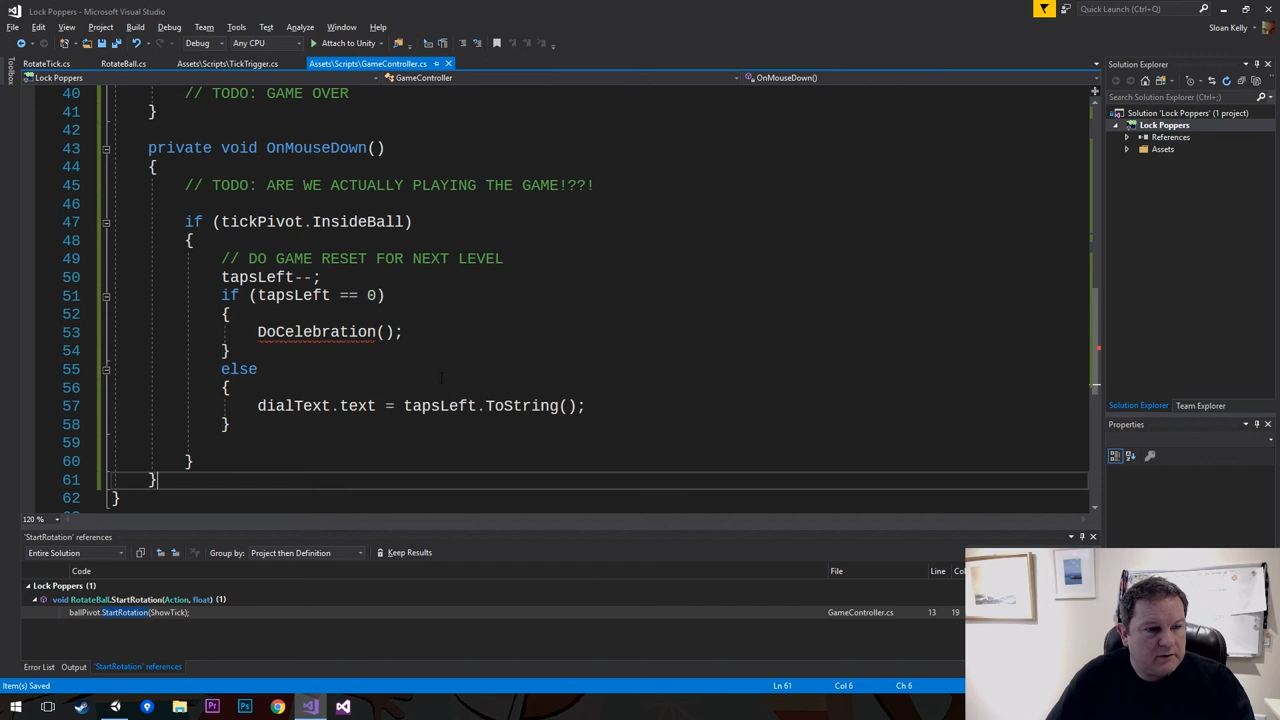 Lock Poppers - Microsoft Visual Studio
Quick Launch (Ctrl+Q)
File Edit View Project Build Debug Team Tools Test Analyze Window Help
Sloan Kelly
Debug Any CPU Attach to Unity
Toolbox
RotateTick.cs RotateBall.cs Assets\Scripts\TickTrigger.cs Assets\Scripts\GameController.cs
Lock Poppers GameController OnMouseDown()
40 // TODO: GAME OVER
41 }
42
43 private void OnMouseDown()
44 {
45 // TODO: ARE WE ACTUALLY PLAYING THE GAME!??!
46
47 if (tickPivot.InsideBall)
48 {
49 // DO GAME RESET FOR NEXT LEVEL
50 tapsLeft--;
51 if (tapsLeft == 0)
52 {
53 DoCelebration();
54 }
55 else
56 {
57 dialText.text = tapsLeft.ToString();
58 }
59
60 }
61 }
62 }
120 %
Solution Explorer
Search Solution Explorer (Ctrl+;)
Solution 'Lock Poppers' (1 project)
Lock Poppers
References
Assets
Solution Explorer Team Explorer
Properties
'StartRotation' references
Entire Solution Group by: Project then Definition Keep Results
Code File Line Col
Lock Poppers (1)
void RotateBall.StartRotation(Action, float) (1)
ballPivot.StartRotation(ShowTick); GameController.cs 13 19
Error List Output 'StartRotation' references
Item(s) Saved Ln 61 Col 6 Ch 6